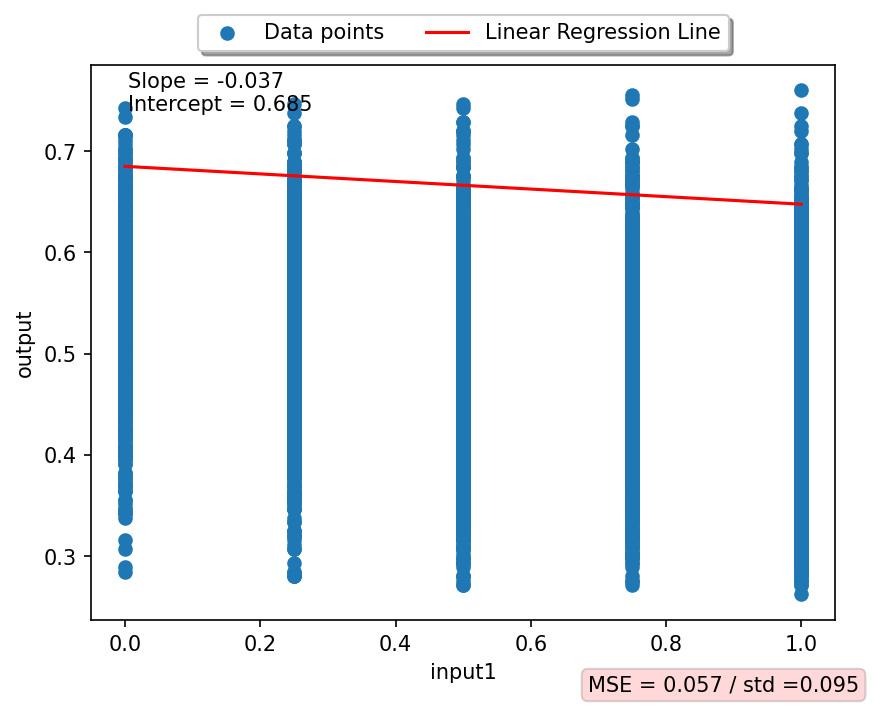 Data points
Linear Regression Line
Slope = -0.037
Intercept = 0.685
0.7
0.6
0.5
0.4
0.3
output
0.0
0.2
0.4
0.6
0.8
1.0
input1
MSE = 0.057 / std =0.095